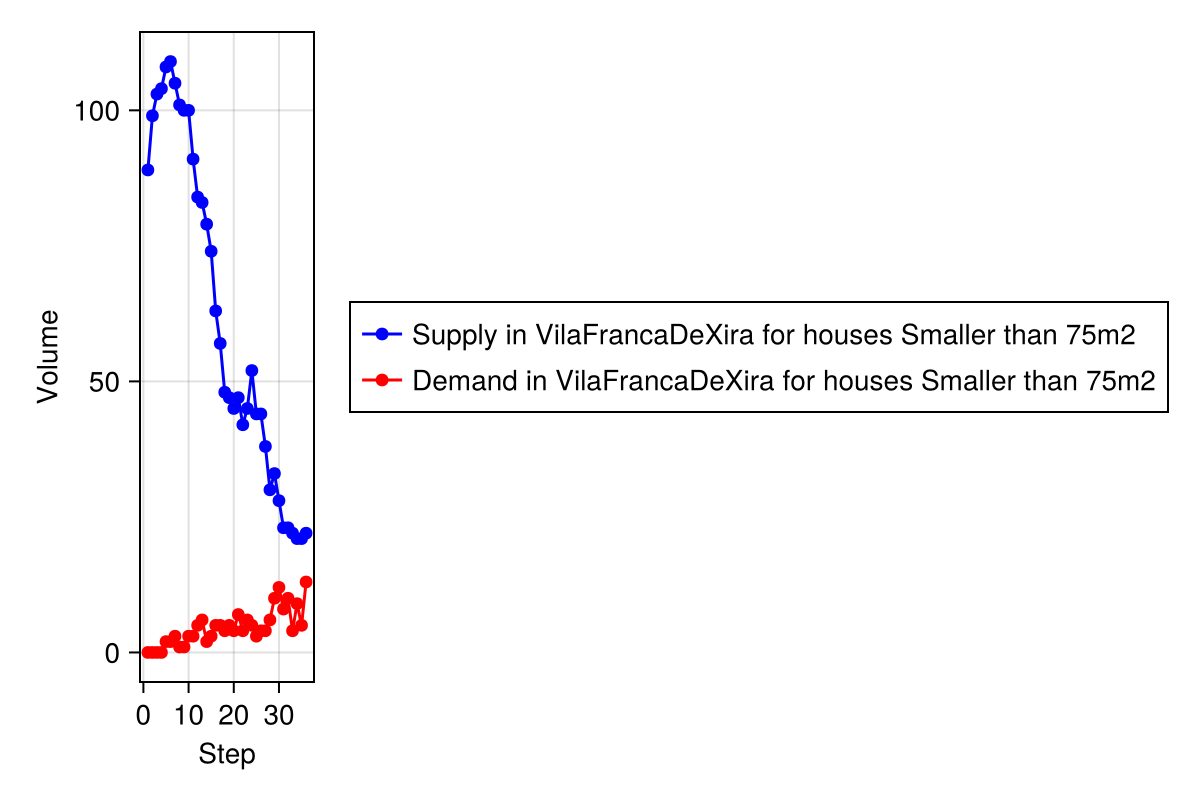 100
50
0
Volume
0 10 20 30
Step
Supply in VilaFrancaDeXira for houses Smaller than 75m2
Demand in VilaFrancaDeXira for houses Smaller than 75m2